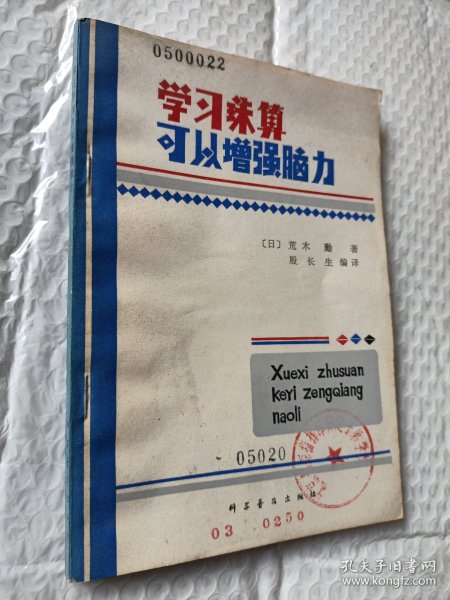 0500022
学习珠算
可以增强脑力
〔日〕荒木 勳 著
殷长生编译
Xuexi zhusuan
keyi zengqiang
naoli
05020
科学普及出版社
03 0250
孔夫子旧书网
www.kongfz.com